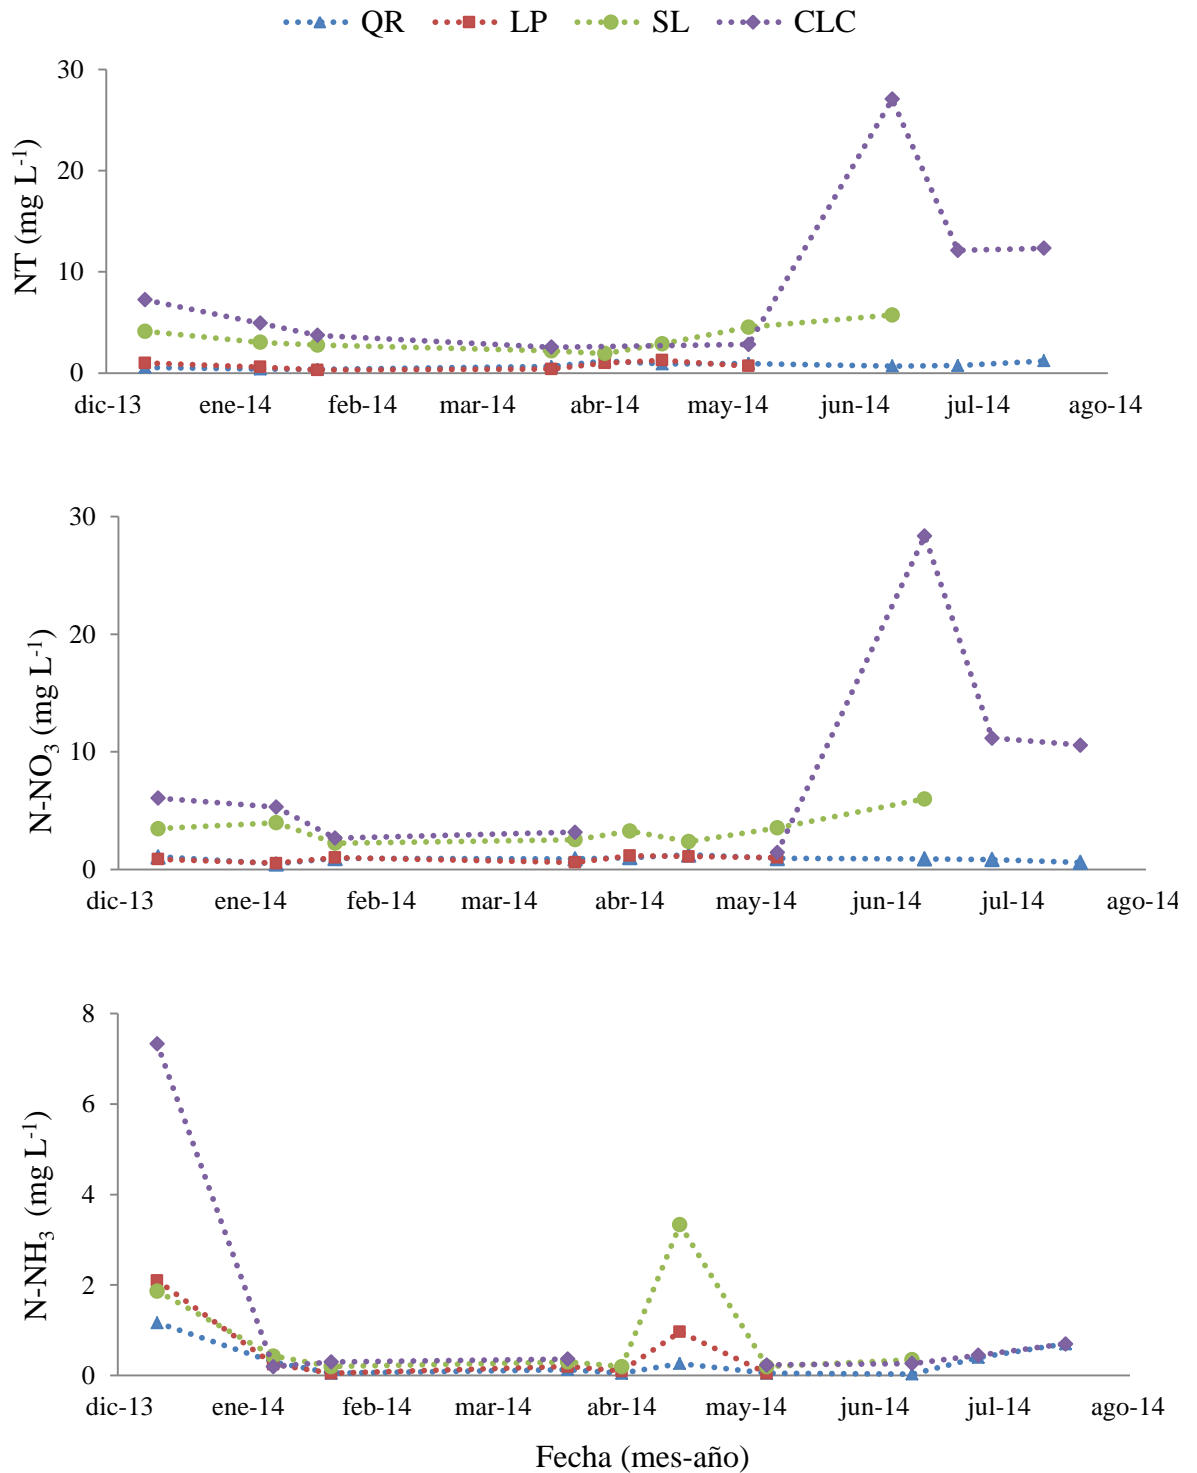 QR LP SL CLC
NT (mg L⁻¹)
30
20
10
0
dic-13 ene-14 feb-14 mar-14 abr-14 may-14 jun-14 jul-14 ago-14
N-NO₃ (mg L⁻¹)
30
20
10
0
dic-13 ene-14 feb-14 mar-14 abr-14 may-14 jun-14 jul-14 ago-14
N-NH₃ (mg L⁻¹)
8
6
4
2
0
dic-13 ene-14 feb-14 mar-14 abr-14 may-14 jun-14 jul-14 ago-14
Fecha (mes-año)